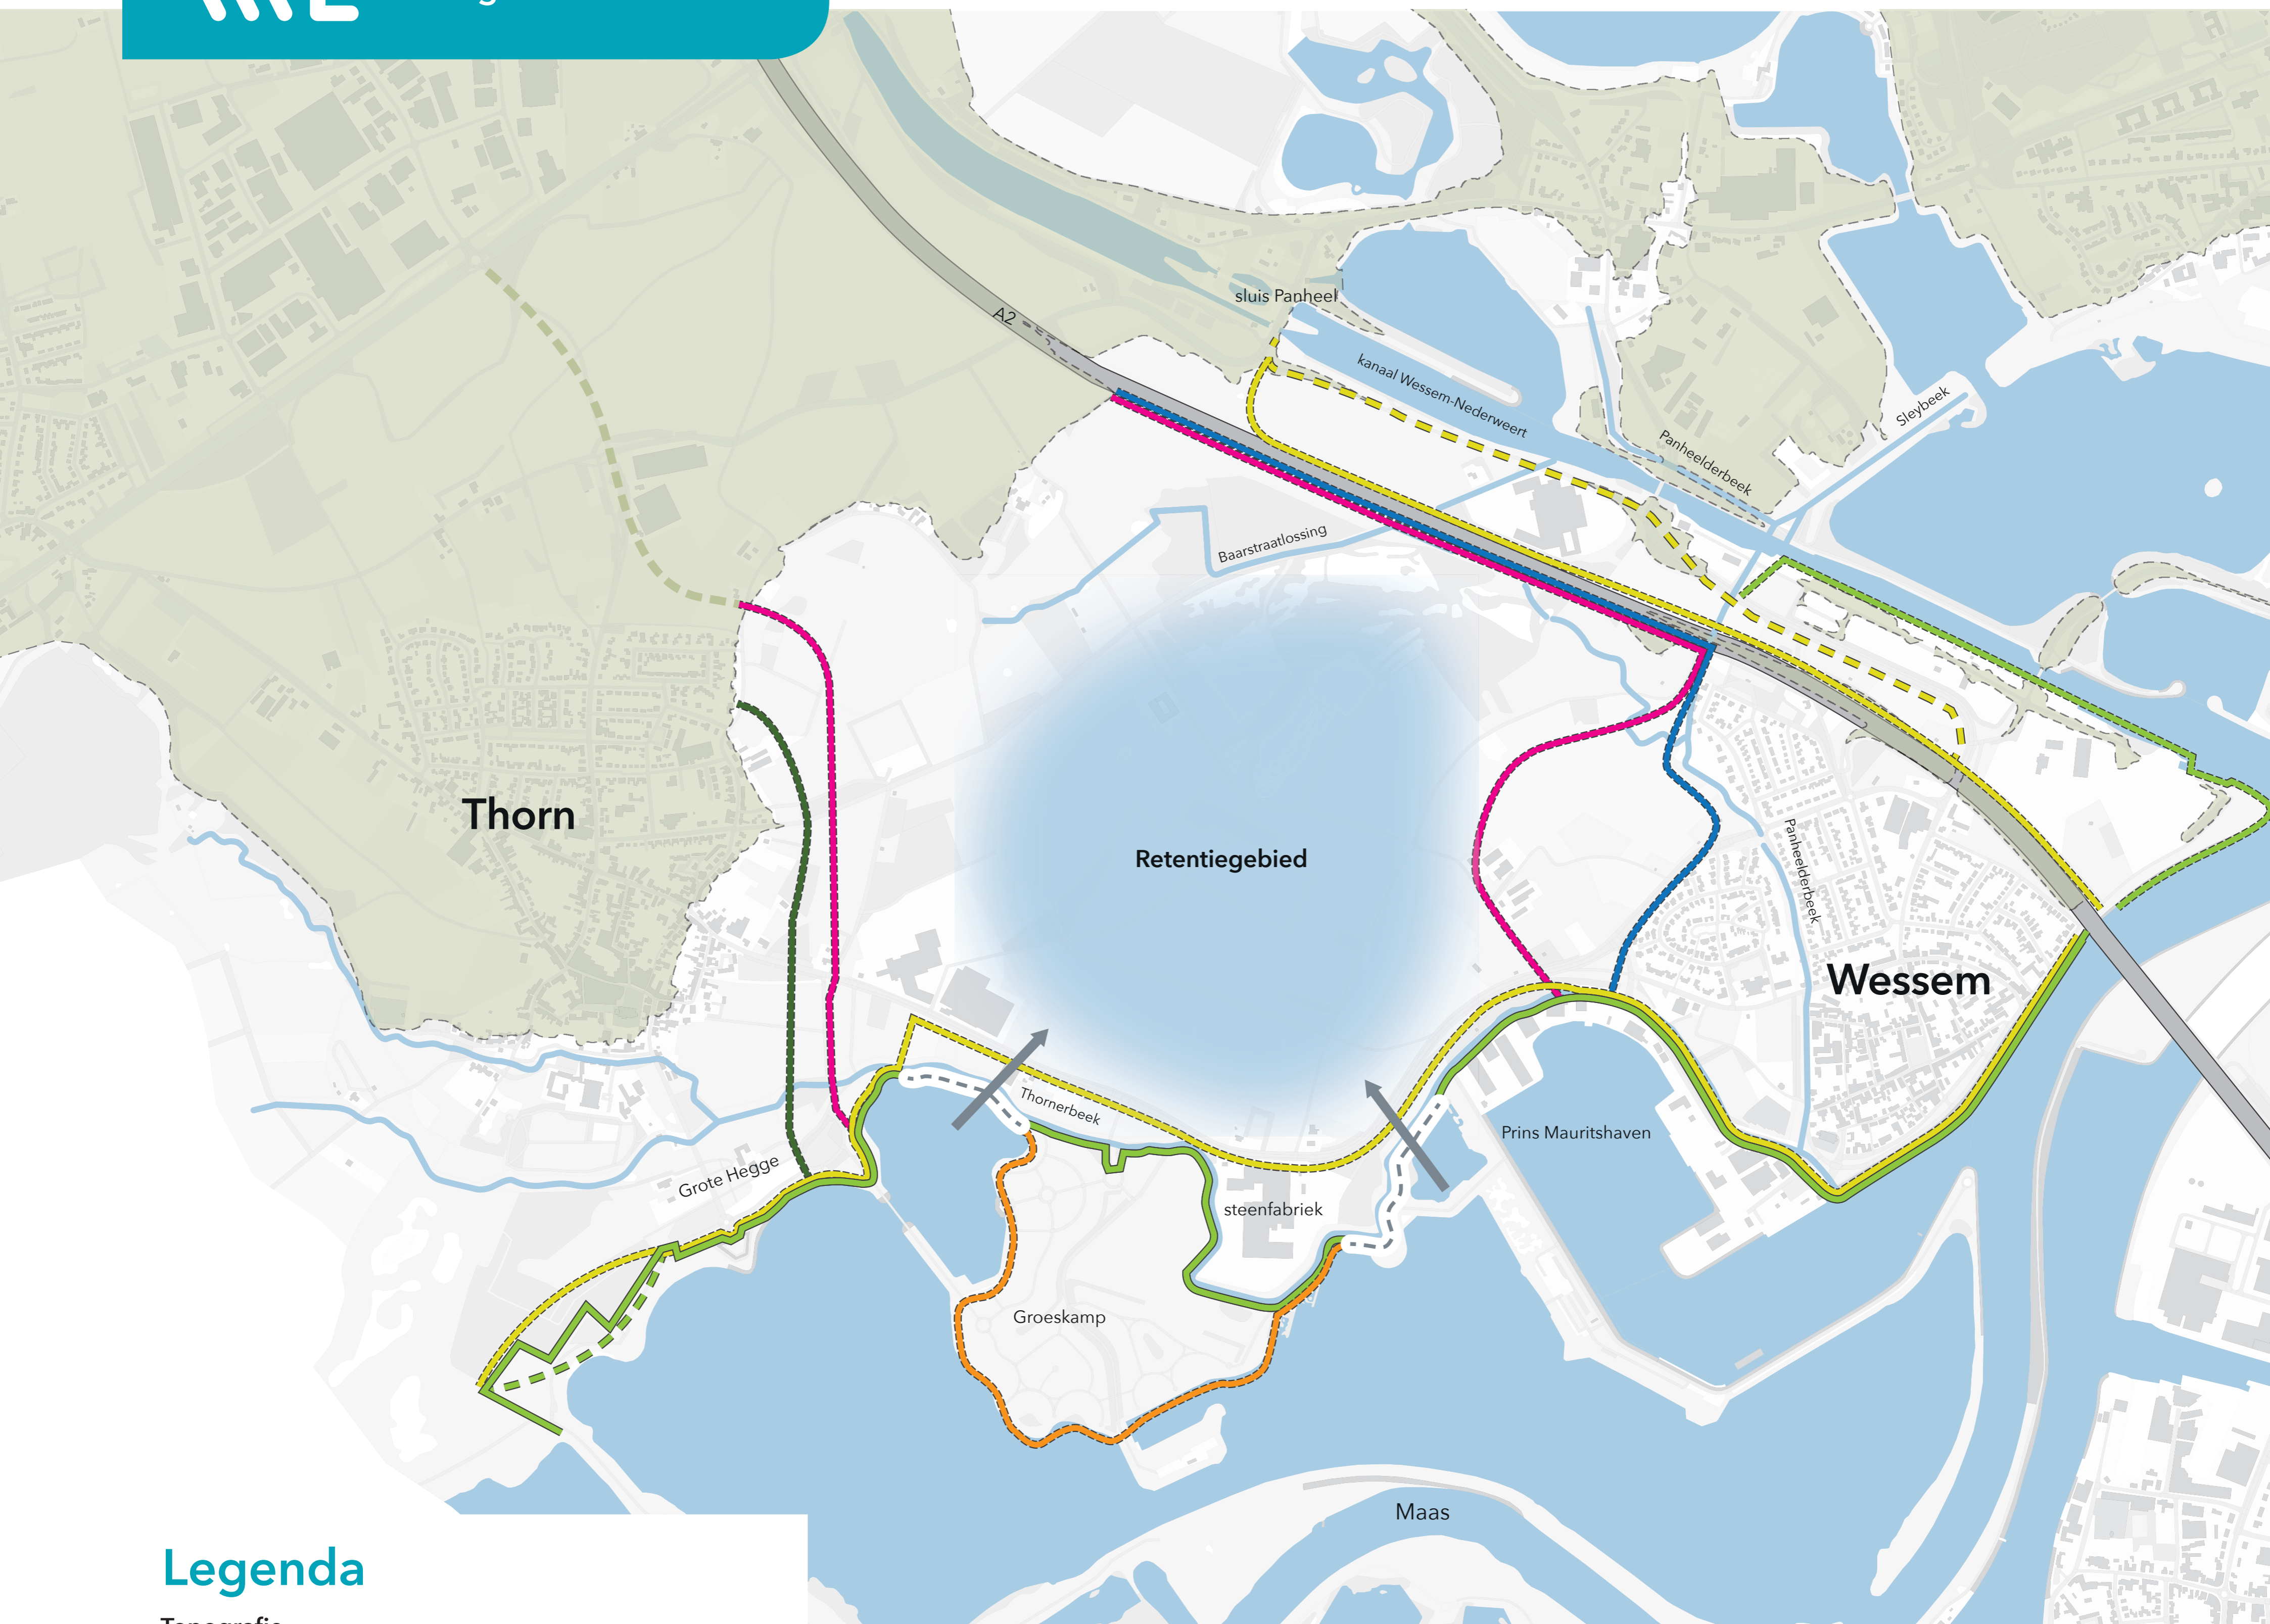 A2
sluis Panheel
kanaal Wessem-Nederweert
Sleybeek
Panheelderbeek
Baarstraatlossing
Thorn
Retentiegebied
Panheelderbeek
Wessem
Thornerbeek
Prins Mauritshaven
Grote Hegge
steenfabriek
Groeskamp
Maas
Legenda